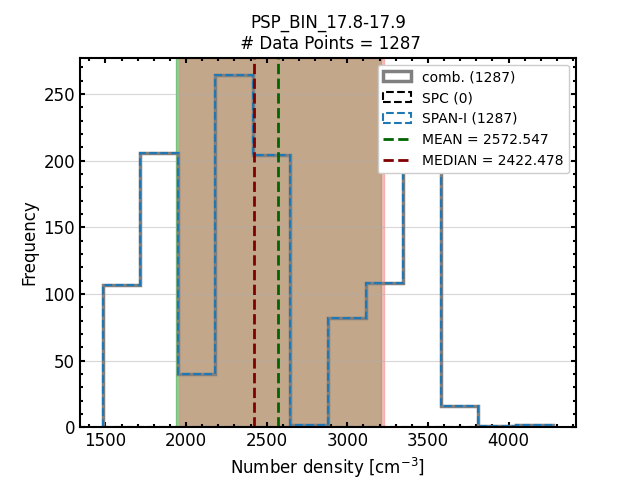 PSP_BIN_17.8-17.9
# Data Points = 1287
comb. (1287)
SPC (0)
SPAN-I (1287)
MEAN = 2572.547
MEDIAN = 2422.478
Frequency
250
200
150
100
50
0
1500 2000 2500 3000 3500 4000
Number density [cm⁻³]